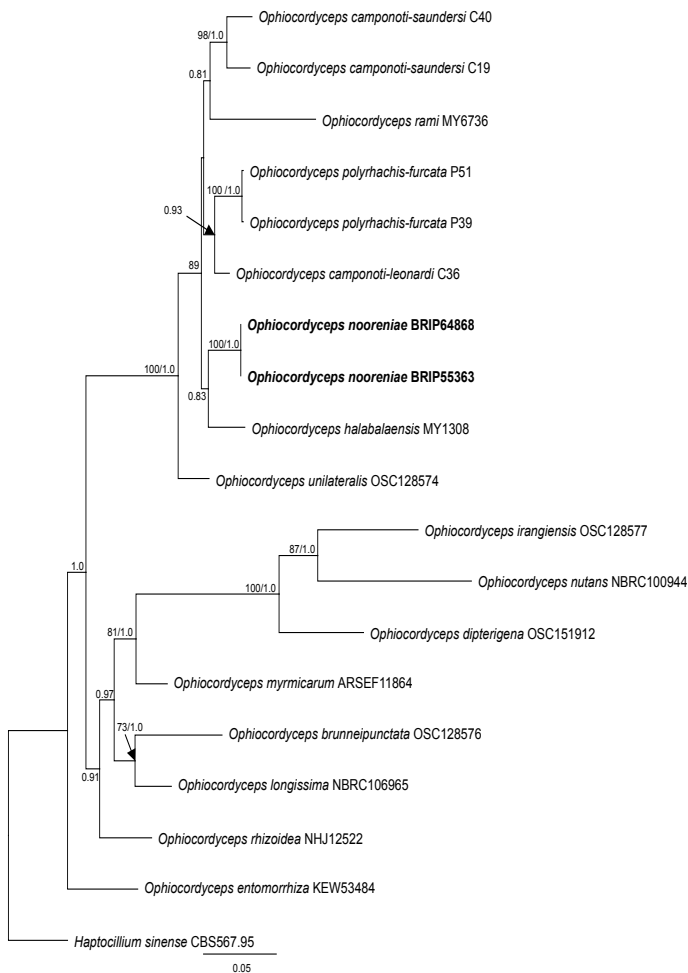 Ophiocordyceps camponoti-saundersi C40
98/1.0
Ophiocordyceps camponoti-saundersi C19
0.81
Ophiocordyceps rami MY6736
Ophiocordyceps polyrhachis-furcata P51
100 /1.0
0.93
Ophiocordyceps polyrhachis-furcata P39
89
Ophiocordyceps camponoti-leonardi C36
Ophiocordyceps nooreniae BRIP64868
100/1.0
100/1.0
Ophiocordyceps nooreniae BRIP55363
0.83
Ophiocordyceps halabalaensis MY1308
Ophiocordyceps unilateralis OSC128574
Ophiocordyceps irangiensis OSC128577
87/1.0
1.0
Ophiocordyceps nutans NBRC100944
100/1.0
Ophiocordyceps dipterigena OSC151912
81/1.0
Ophiocordyceps myrmicarum ARSEF11864
0.97
73/1.0
Ophiocordyceps brunneipunctata OSC128576
0.91
Ophiocordyceps longissima NBRC106965
Ophiocordyceps rhizoidea NHJ12522
Ophiocordyceps entomorrhiza KEW53484
Haptocillium sinense CBS567.95
0.05